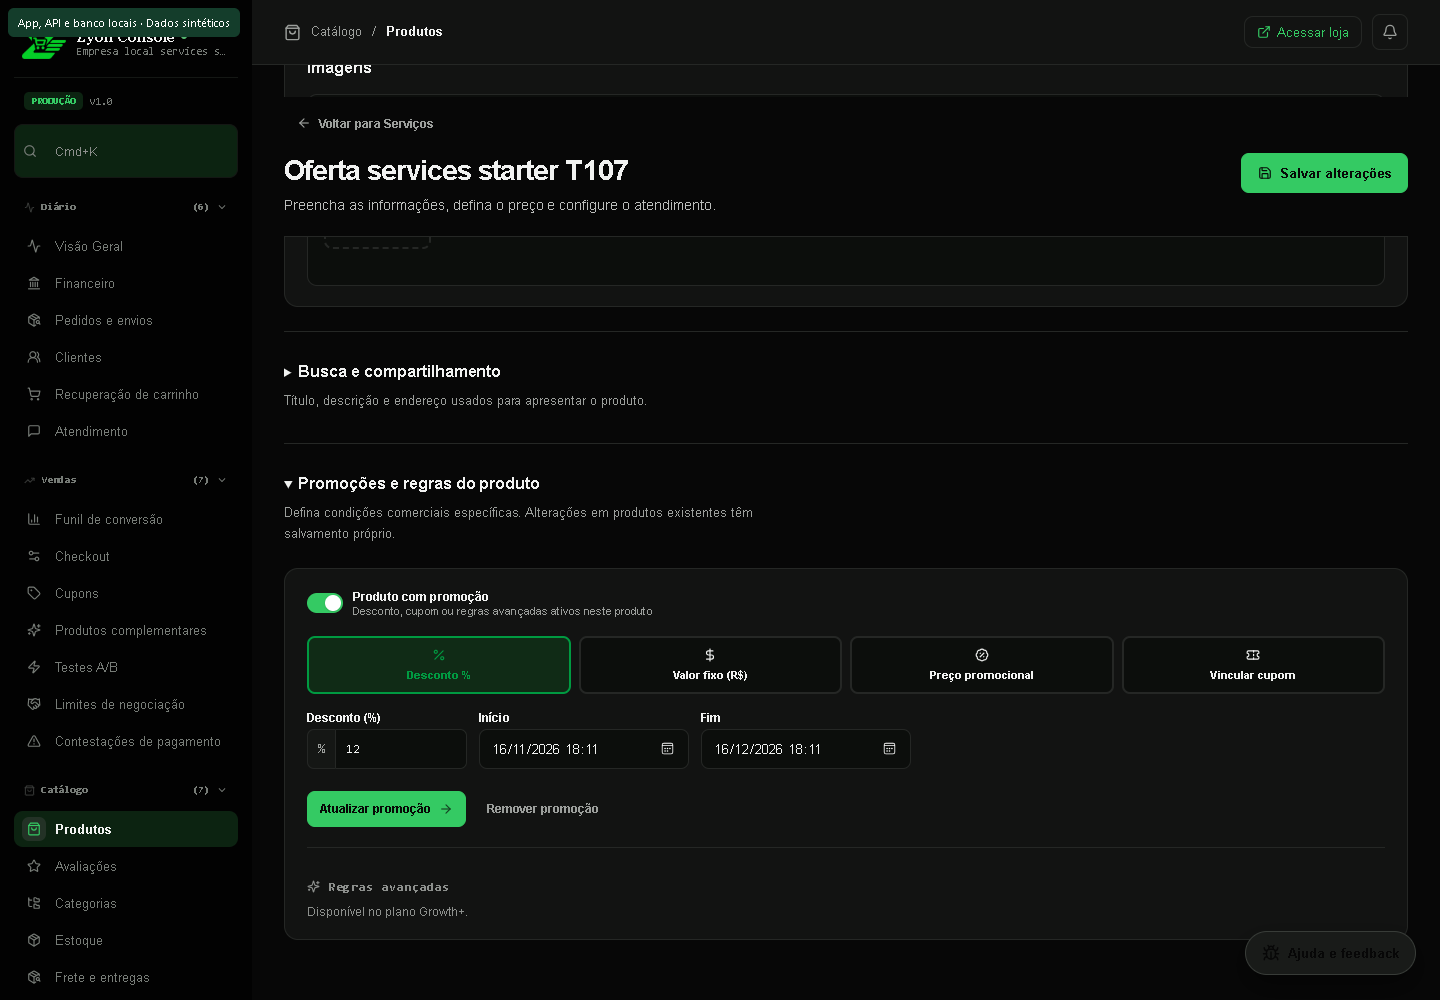 App, API e banco locais · Dados sintéticos
Zyon Console
Empresa local services s…
PRODUÇÃO v1.0
Cmd+K
Diário (6)
Visão Geral
Financeiro
Pedidos e envios
Clientes
Recuperação de carrinho
Atendimento
Vendas (7)
Funil de conversão
Checkout
Cupons
Produtos complementares
Testes A/B
Limites de negociação
Contestações de pagamento
Catálogo (7)
Produtos
Avaliações
Categorias
Estoque
Frete e entregas
Catálogo / Produtos
Acessar loja
Imagens
Voltar para Serviços
Oferta services starter T107
Preencha as informações, defina o preço e configure o atendimento.
Salvar alterações
Busca e compartilhamento
Título, descrição e endereço usados para apresentar o produto.
Promoções e regras do produto
Defina condições comerciais específicas. Alterações em produtos existentes têm
salvamento próprio.
Produto com promoção
Desconto, cupom ou regras avançadas ativos neste produto
Desconto %
Valor fixo (R$)
Preço promocional
Vincular cupom
Desconto (%) Início Fim
% 12 16/11/2026 18:11 16/12/2026 18:11
Atualizar promoção Remover promoção
Regras avançadas
Disponível no plano Growth+.
Ajuda e feedback